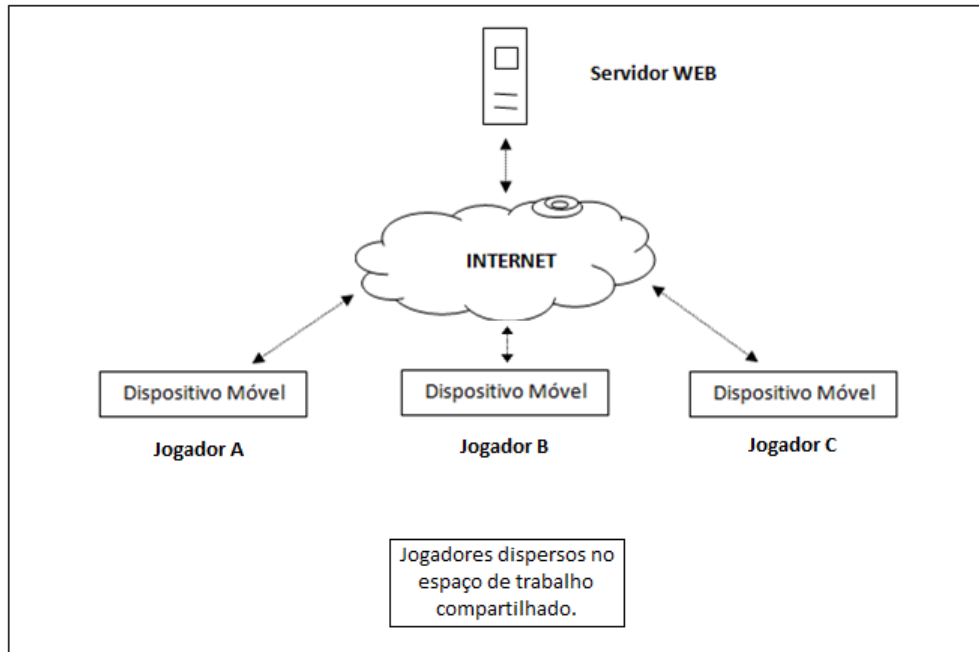 Servidor WEB
INTERNET
Dispositivo Móvel
Dispositivo Móvel
Dispositivo Móvel
Jogador A
Jogador B
Jogador C
Jogadores dispersos no
espaço de trabalho
compartilhado.